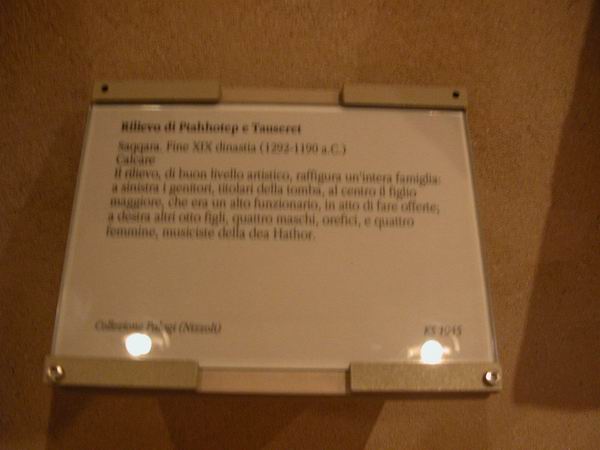 Rilievo di Ptahhotep e Tauseret
Saqqara. Fine XIX dinastia (1292-1190 a.C.)
Calcare
Il rilievo, di buon livello artistico, raffigura un'intera famiglia:
a sinistra i genitori, titolari della tomba, al centro il figlio
maggiore, che era un alto funzionario, in atto di fare offerte;
a destra altri otto figli, quattro maschi, orefici, e quattro
femmine, musiciste della dea Hathor.
Collezione Palagi (Nizzoli)
KS 1945